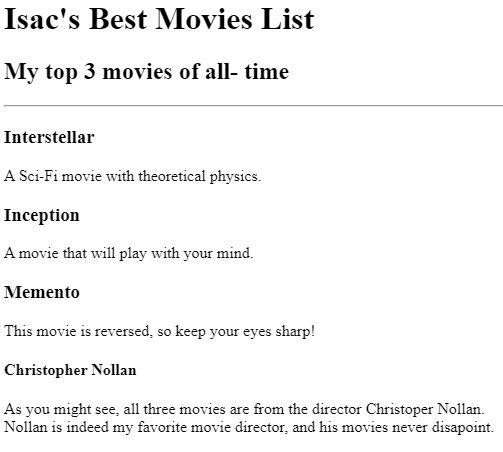 Isac's Best Movies List
My top 3 movies of all- time
Interstellar
A Sci-Fi movie with theoretical physics.
Inception
A movie that will play with your mind.
Memento
This movie is reversed, so keep your eyes sharp!
Christopher Nollan
As you might see, all three movies are from the director Christoper Nollan.
Nollan is indeed my favorite movie director, and his movies never disapoint.